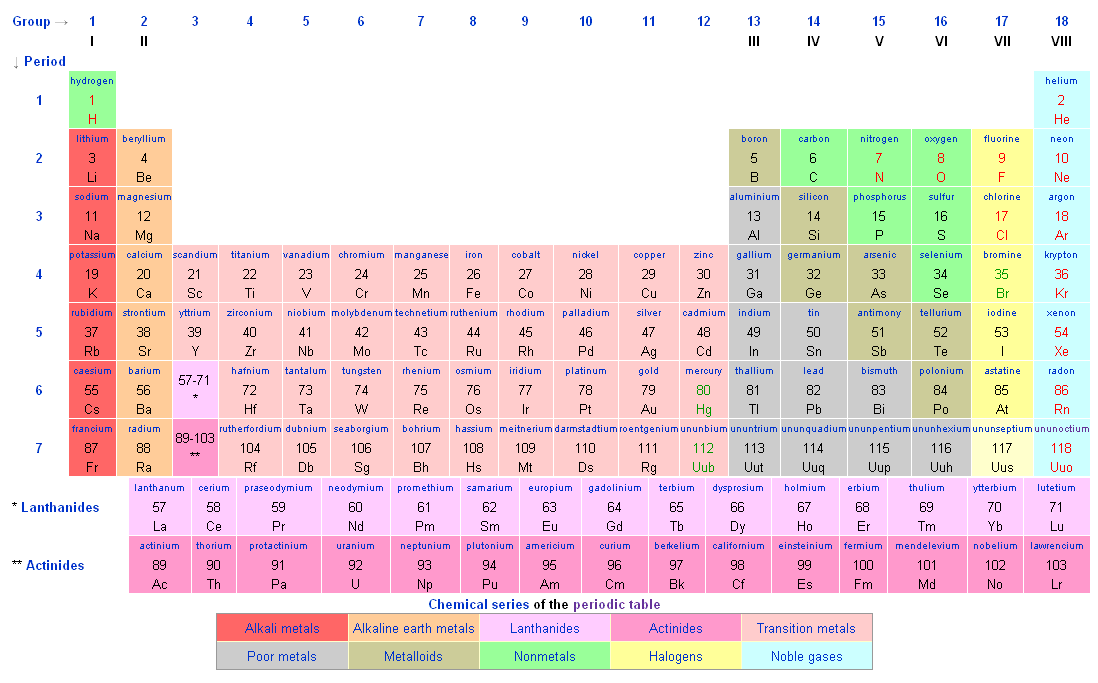 Group → 1 2 3 4 5 6 7 8 9 10 11 12 13 14 15 16 17 18
I II III IV V VI VII VIII
↓ Period
hydrogen helium
1 1 2
H He
lithium beryllium boron carbon nitrogen oxygen fluorine neon
2 3 4 5 6 7 8 9 10
Li Be B C N O F Ne
sodium magnesium aluminium silicon phosphorus sulfur chlorine argon
3 11 12 13 14 15 16 17 18
Na Mg Al Si P S Cl Ar
potassium calcium scandium titanium vanadium chromium manganese iron cobalt nickel copper zinc gallium germanium arsenic selenium bromine krypton
4 19 20 21 22 23 24 25 26 27 28 29 30 31 32 33 34 35 36
K Ca Sc Ti V Cr Mn Fe Co Ni Cu Zn Ga Ge As Se Br Kr
rubidium strontium yttrium zirconium niobium molybdenum technetium ruthenium rhodium palladium silver cadmium indium tin antimony tellurium iodine xenon
5 37 38 39 40 41 42 43 44 45 46 47 48 49 50 51 52 53 54
Rb Sr Y Zr Nb Mo Tc Ru Rh Pd Ag Cd In Sn Sb Te I Xe
caesium barium hafnium tantalum tungsten rhenium osmium iridium platinum gold mercury thallium lead bismuth polonium astatine radon
6 55 56 57-71 72 73 74 75 76 77 78 79 80 81 82 83 84 85 86
Cs Ba * Hf Ta W Re Os Ir Pt Au Hg Tl Pb Bi Po At Rn
francium radium rutherfordium dubnium seaborgium bohrium hassium meitnerium darmstadtium roentgenium ununbium ununtrium ununquadium ununpentium ununhexium ununseptium ununoctium
7 87 88 89-103 104 105 106 107 108 109 110 111 112 113 114 115 116 117 118
Fr Ra ** Rf Db Sg Bh Hs Mt Ds Rg Uub Uut Uuq Uup Uuh Uus Uuo
lanthanum cerium praseodymium neodymium promethium samarium europium gadolinium terbium dysprosium holmium erbium thulium ytterbium lutetium
* Lanthanides 57 58 59 60 61 62 63 64 65 66 67 68 69 70 71
La Ce Pr Nd Pm Sm Eu Gd Tb Dy Ho Er Tm Yb Lu
actinium thorium protactinium uranium neptunium plutonium americium curium berkelium californium einsteinium fermium mendelevium nobelium lawrencium
** Actinides 89 90 91 92 93 94 95 96 97 98 99 100 101 102 103
Ac Th Pa U Np Pu Am Cm Bk Cf Es Fm Md No Lr
Chemical series of the periodic table
Alkali metals Alkaline earth metals Lanthanides Actinides Transition metals
Poor metals Metalloids Nonmetals Halogens Noble gases